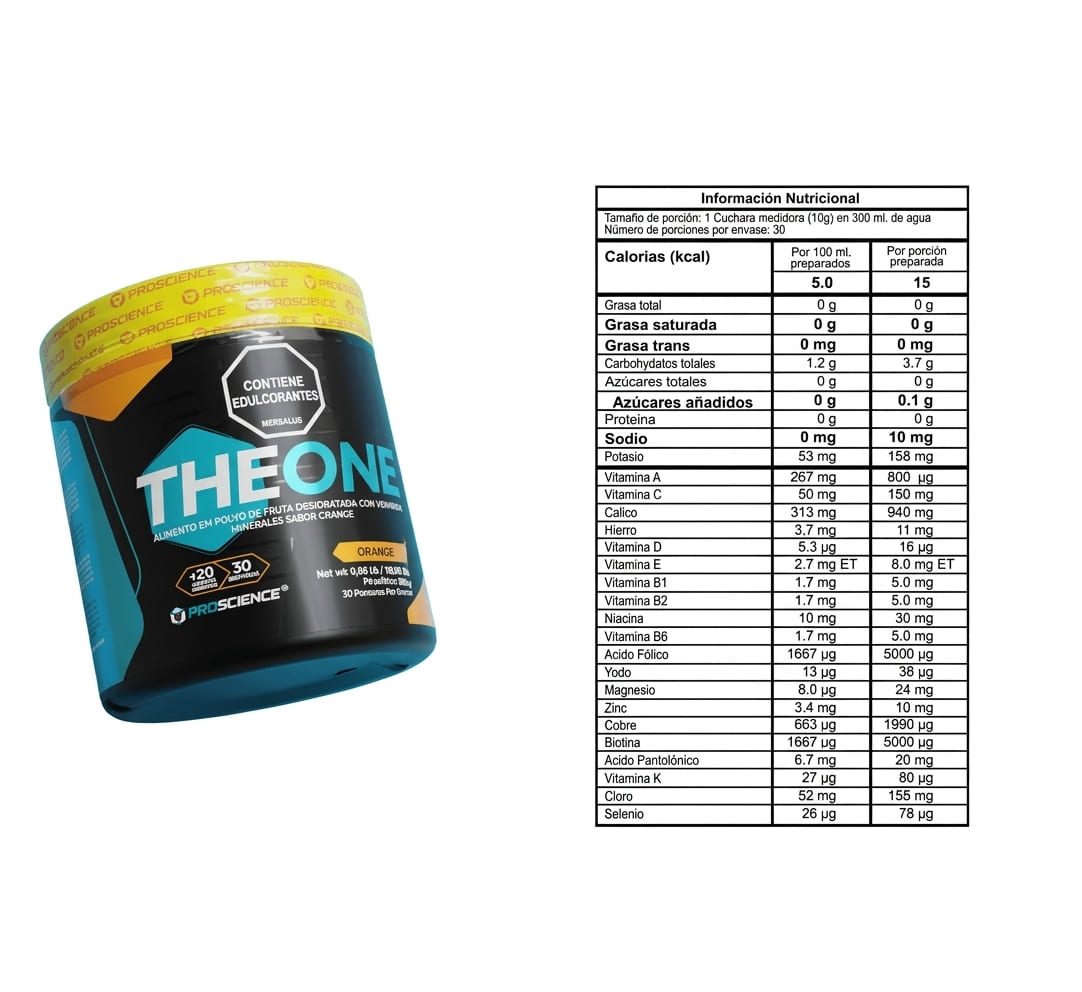 PROSCIENCE
PROSCIENCE
PROSCIENCE
PROSCIENCE
PROSCIENCE
CONTIENE
EDULCORANTES
MERSALUS
THEONE
AUMENTO EM POLVO DE FRUTA DESIORATADA CON
MINERALES SABOR CRANGE
ORANGE
+20
30
Net wk 0,86
30
PROSCIENCE
Información Nutricional
Tamaño de porción: 1 Cuchara medidora (10g) en 300 ml. de agua
Número de porciones por envase: 30
Calorias (kcal)
Por 100 ml. preparados
Por porción preparada
5.0 15
Grasa total 0 g 0 g
Grasa saturada 0 g 0 g
Grasa trans 0 mg 0 mg
Carbohydatos totales 1.2 g 3.7 g
Azúcares totales 0 g 0 g
Azúcares añadidos 0 g 0.1 g
Proteina 0 g 0 g
Sodio 0 mg 10 mg
Potasio 53 mg 158 mg
Vitamina A 267 mg 800 µg
Vitamina C 50 mg 150 mg
Calico 313 mg 940 mg
Hierro 3.7 mg 11 mg
Vitamina D 5.3 µg 16 µg
Vitamina E 2.7 mg ET 8.0 mg ET
Vitamina B1 1.7 mg 5.0 mg
Vitamina B2 1.7 mg 5.0 mg
Niacina 10 mg 30 mg
Vitamina B6 1.7 mg 5.0 mg
Acido Fólico 1667 µg 5000 µg
Yodo 13 µg 38 µg
Magnesio 8.0 µg 24 mg
Zinc 3.4 mg 10 mg
Cobre 663 µg 1990 µg
Biotina 1667 µg 5000 µg
Acido Pantolónico 6.7 mg 20 mg
Vitamina K 27 µg 80 µg
Cloro 52 mg 155 mg
Selenio 26 µg 78 µg